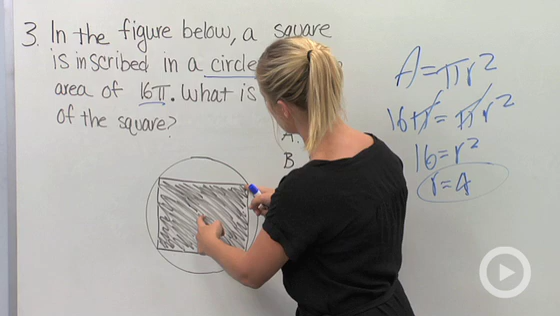 3. In the figure below, a square
is inscribed in a circle
area of 16π. What is
of the square?
A.
B
A=πr²
16π=πr²
16=r²
r=4